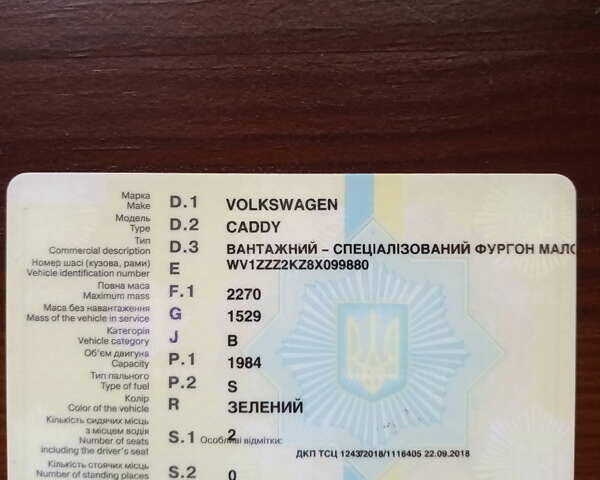 Марка
Make D.1 VOLKSWAGEN
Модель
Type D.2 CADDY
Тип
Commercial description D.3 ВАНТАЖНИЙ – СПЕЦІАЛІЗОВАНИЙ ФУРГОН МАЛО
Номер шасі (кузова, рами)
Vehicle identification number E WV1ZZZ2KZ8X099880
Повна маса
Maximum mass F.1 2270
Маса без навантаження
Mass of the vehicle in service G 1529
Категорія
Vehicle category J B
Об'єм двигуна
Capacity P.1 1984
Тип пального
Type of fuel P.2 S
Колір
Color of the vehicle R ЗЕЛЕНИЙ
Кількість сидячих місць
з місцем водія
Number of seats
including the driver's seat S.1 2 Особливі відмітки:
ДКП ТСЦ 1243/2018/1116405 22.09.2018
Кількість стоячих місць
Number of standing places S.2 0